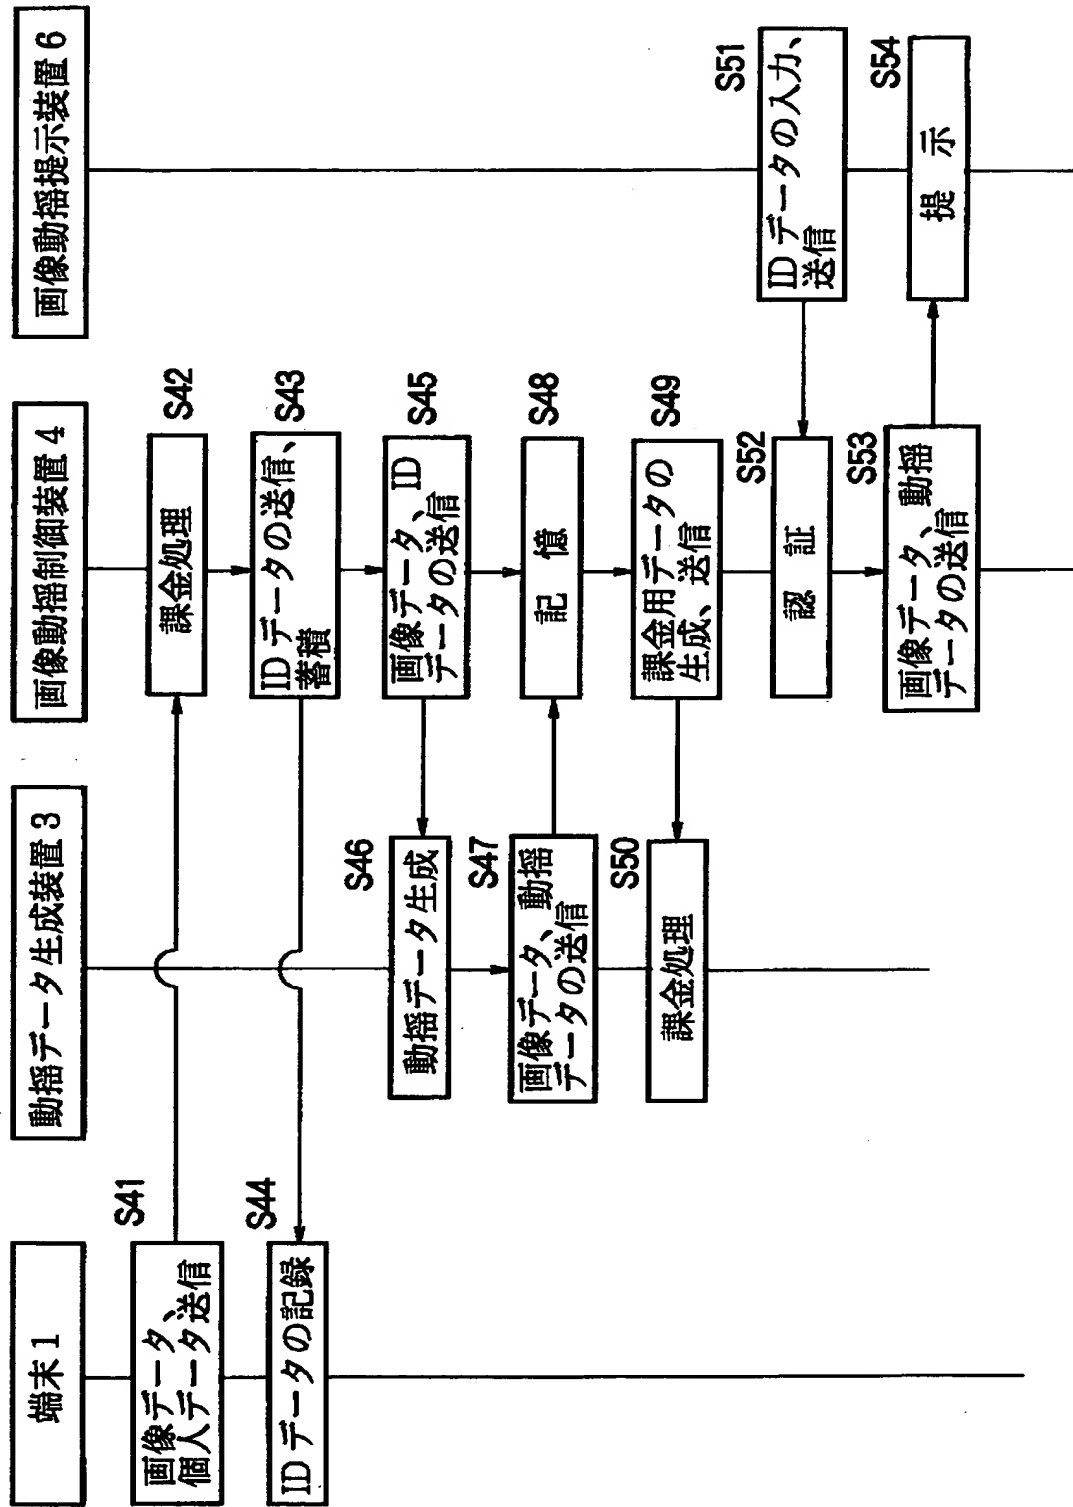 端末1
動揺データ生成装置3
画像動揺制御装置4
画像動揺提示装置6
S41
画像データ、
個人データ送信
S42
課金処理
S43
IDデータの送信、
蓄積
S44
IDデータの記録
S45
画像データ、ID
データの送信
S46
動揺データ生成
S47
画像データ、動揺
データの送信
S48
記憶
S49
課金用データの
生成、送信
S50
課金処理
S51
IDデータの入力、
送信
S52
認証
S53
画像データ、動揺
データの送信
S54
提示